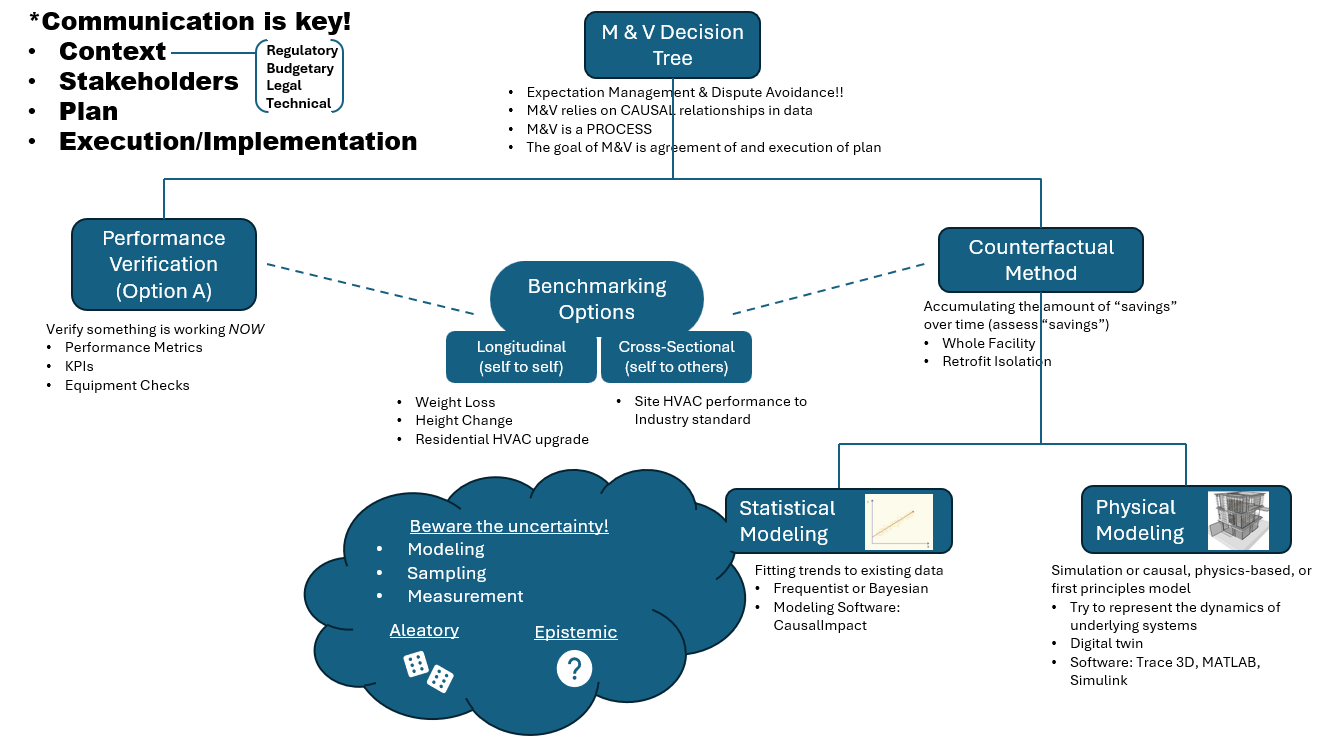 *Communication is key!
• Context
• Stakeholders
• Plan
• Execution/Implementation
Regulatory
Budgetary
Legal
Technical
M & V Decision
Tree
• Expectation Management & Dispute Avoidance!!
• M&V relies on CAUSAL relationships in data
• M&V is a PROCESS
• The goal of M&V is agreement of and execution of plan
Performance
Verification
(Option A)
Verify something is working NOW
• Performance Metrics
• KPIs
• Equipment Checks
Benchmarking
Options
Longitudinal
(self to self)
Cross-Sectional
(self to others)
• Weight Loss
• Height Change
• Residential HVAC upgrade
• Site HVAC performance to
Industry standard
Counterfactual
Method
Accumulating the amount of “savings”
over time (assess “savings”)
• Whole Facility
• Retrofit Isolation
Beware the uncertainty!
• Modeling
• Sampling
• Measurement
Aleatory
Epistemic
?
Statistical
Modeling
Fitting trends to existing data
• Frequentist or Bayesian
• Modeling Software:
CausalImpact
Physical
Modeling
Simulation or causal, physics-based, or
first principles model
• Try to represent the dynamics of
underlying systems
• Digital twin
• Software: Trace 3D, MATLAB,
Simulink